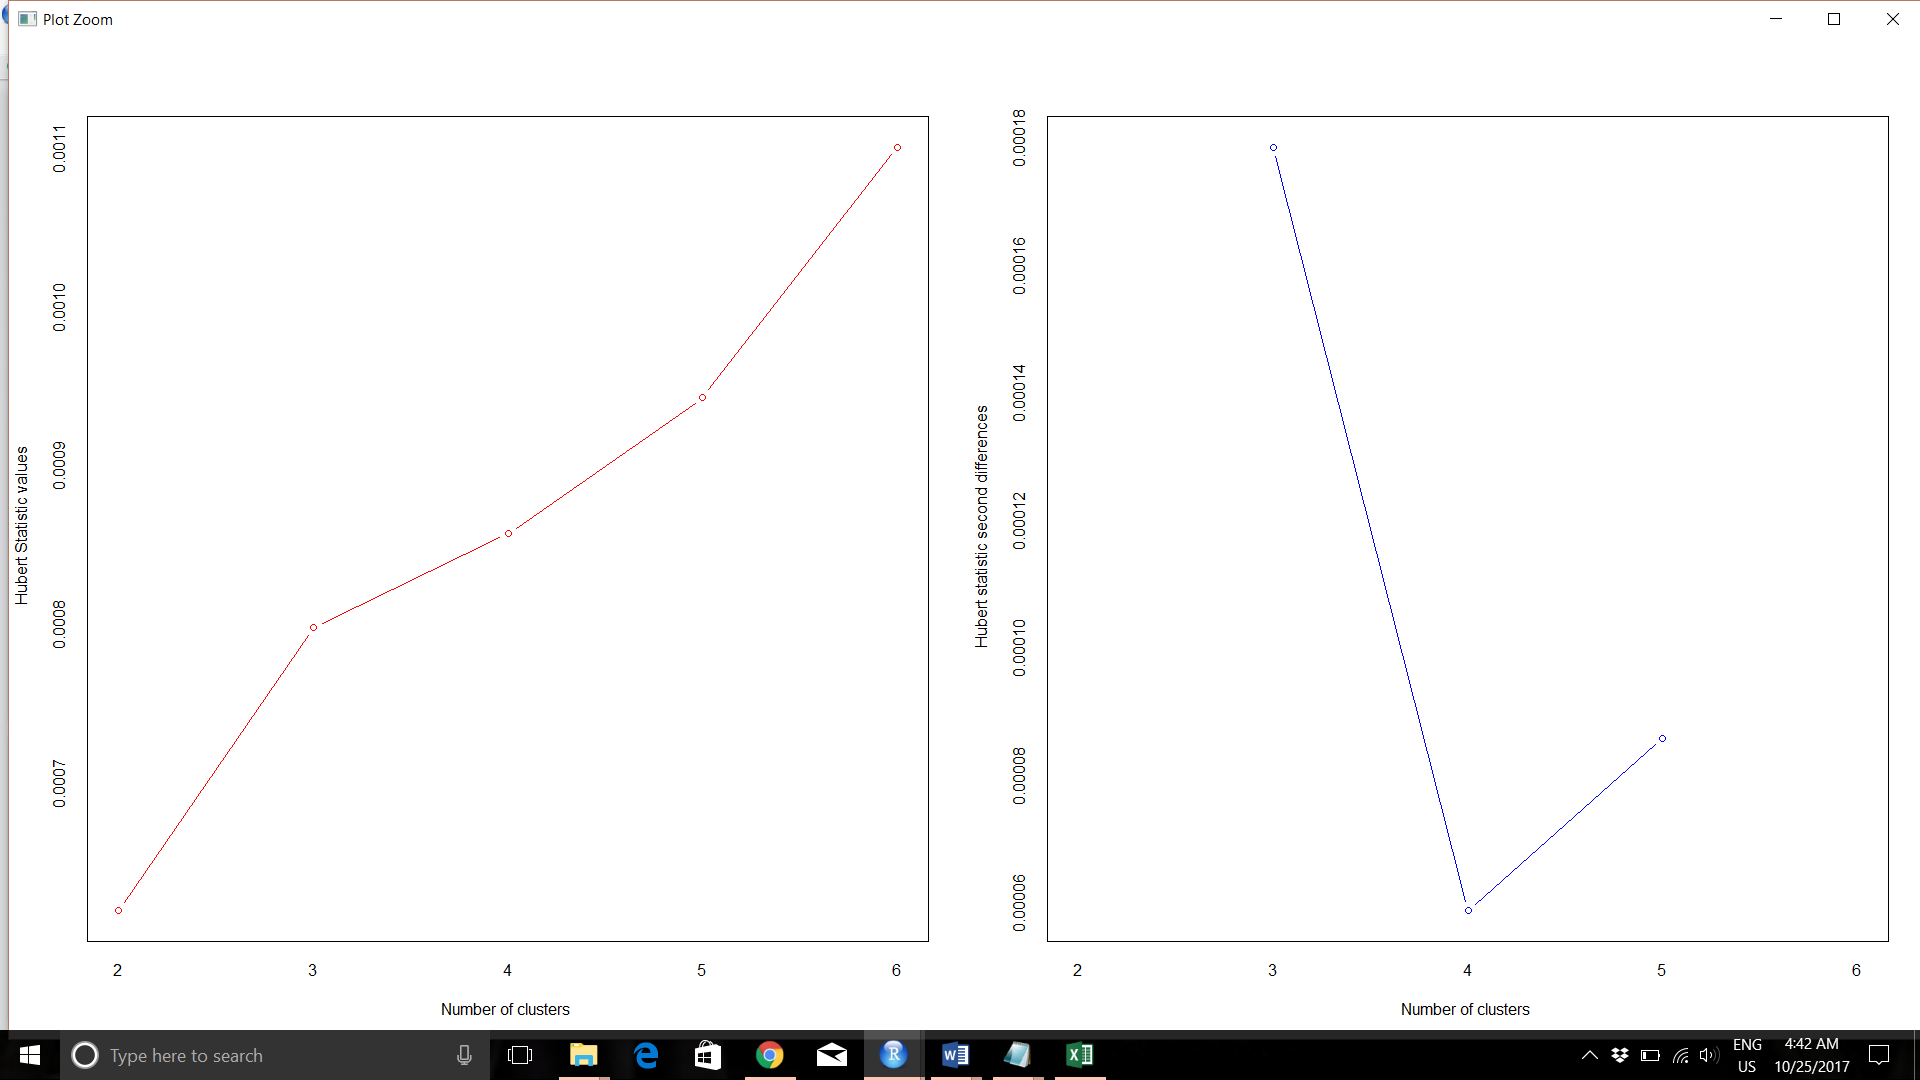 Plot Zoom
Hubert Statistic values
0.0011
0.0010
0.0009
0.0008
0.0007
2 3 4 5 6
Number of clusters
Hubert statistic second differences
0.00018
0.00016
0.00014
0.00012
0.00010
0.00008
0.00006
2 3 4 5 6
Number of clusters
Type here to search
R
ENG
US
4:42 AM
10/25/2017